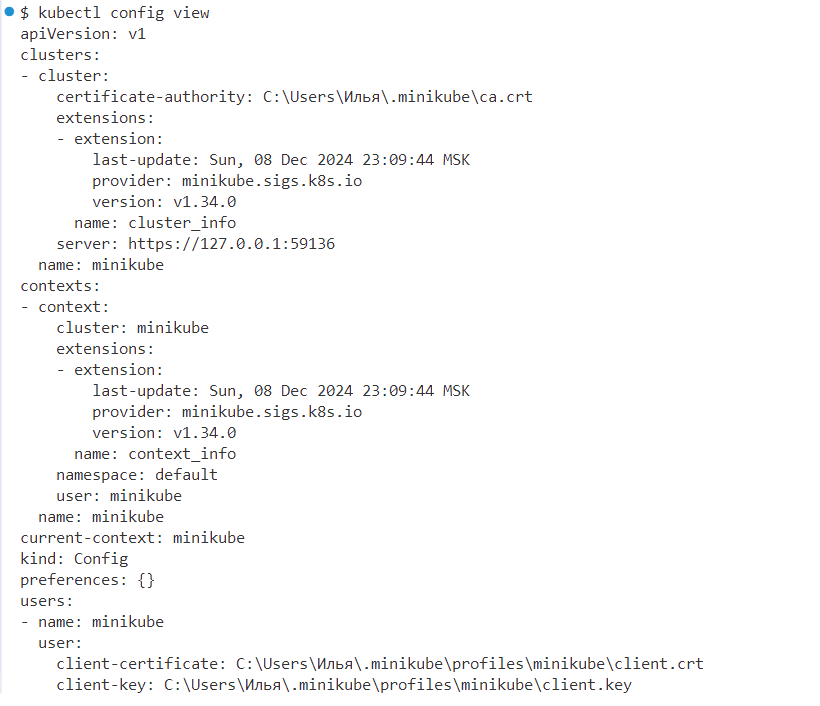 $ kubectl config view
apiVersion: v1
clusters:
- cluster:
    certificate-authority: C:\Users\Илья\.minikube\ca.crt
    extensions:
    - extension:
        last-update: Sun, 08 Dec 2024 23:09:44 MSK
        provider: minikube.sigs.k8s.io
        version: v1.34.0
      name: cluster_info
    server: https://127.0.0.1:59136
  name: minikube
contexts:
- context:
    cluster: minikube
    extensions:
    - extension:
        last-update: Sun, 08 Dec 2024 23:09:44 MSK
        provider: minikube.sigs.k8s.io
        version: v1.34.0
      name: context_info
    namespace: default
    user: minikube
  name: minikube
current-context: minikube
kind: Config
preferences: {}
users:
- name: minikube
  user:
    client-certificate: C:\Users\Илья\.minikube\profiles\minikube\client.crt
    client-key: C:\Users\Илья\.minikube\profiles\minikube\client.key